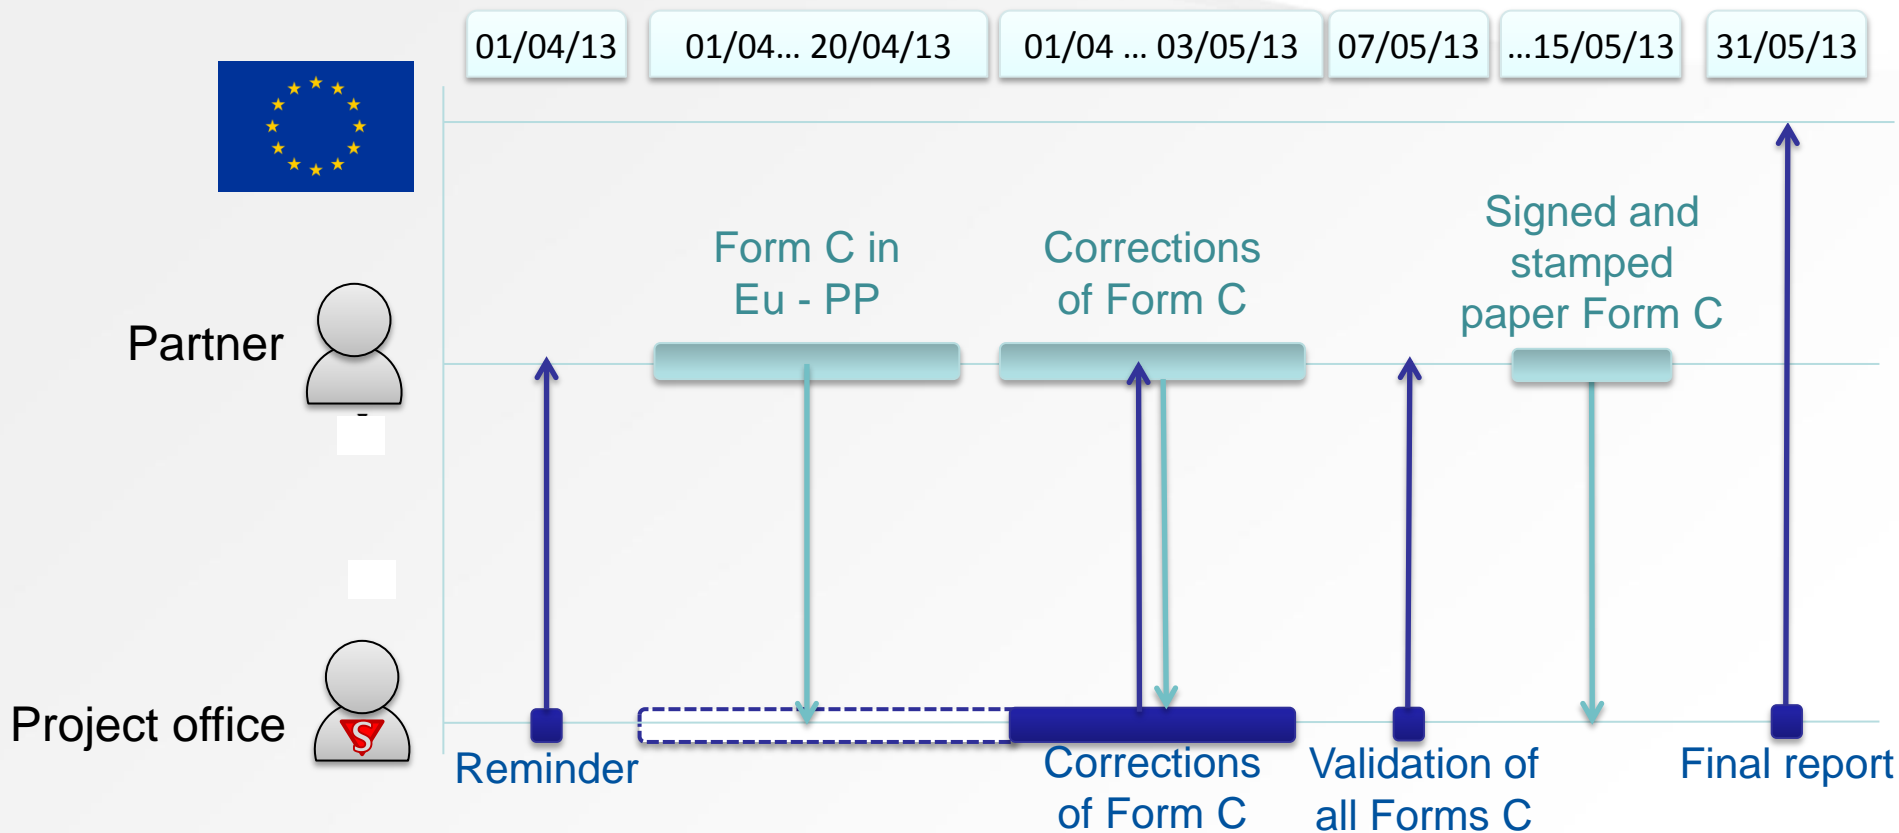 01/04/13
01/04... 20/04/13
01/04 ... 03/05/13
07/05/13
...15/05/13
31/05/13
Form C in
Eu - PP
Corrections
of Form C
Signed and
stamped
paper Form C
Partner
Project office
S
Reminder
Corrections
of Form C
Validation of
all Forms C
Final report